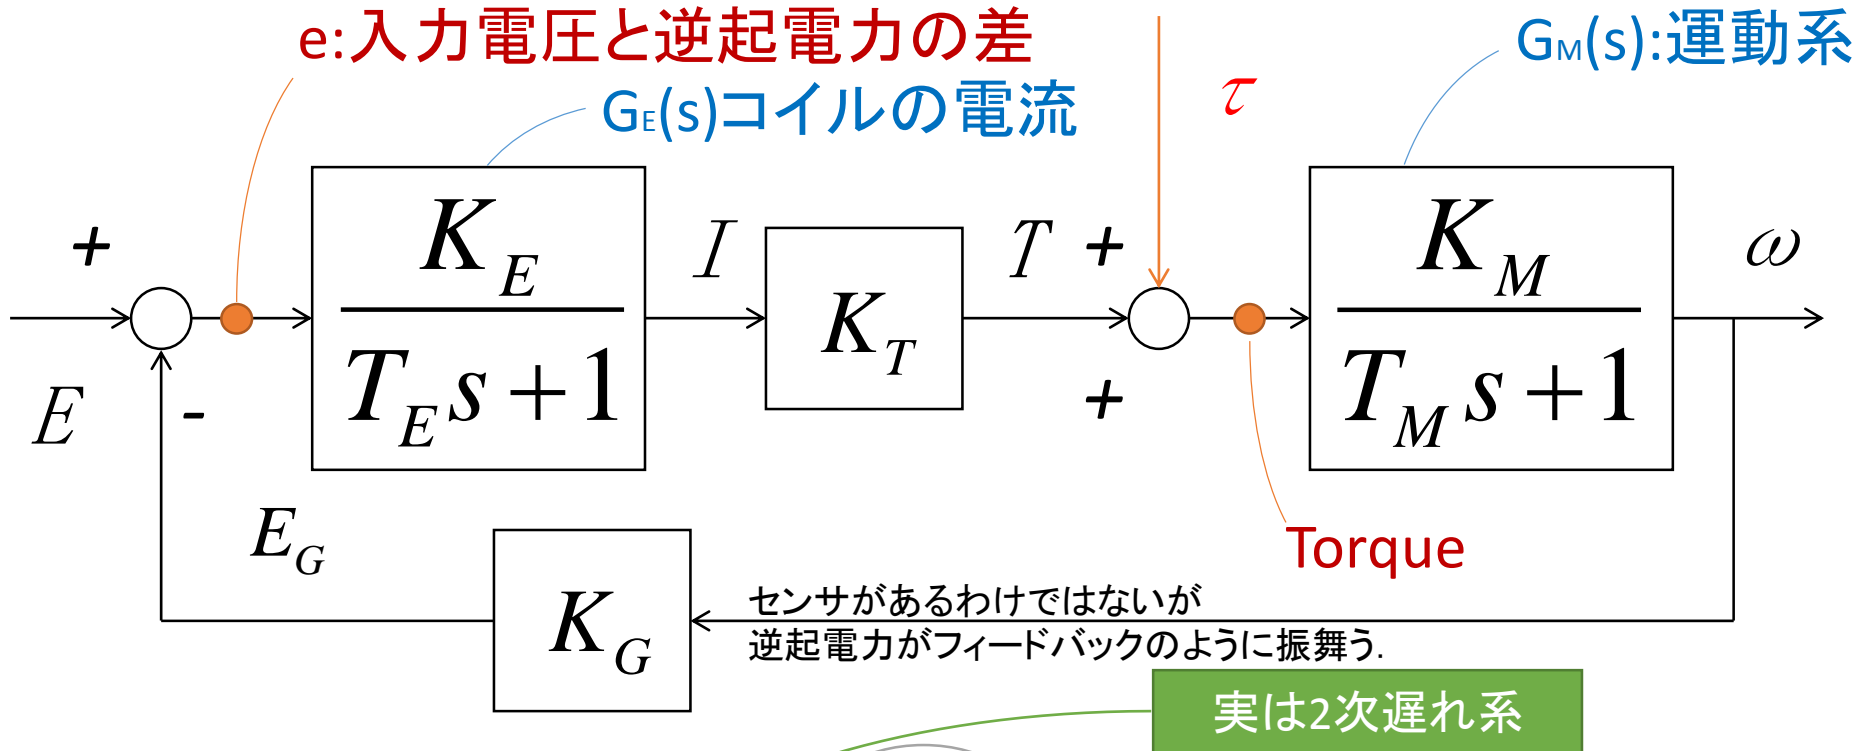 e:入力電圧と逆起電力の差
GE(s)コイルの電流
τ
GM(s):運動系
+
E
-
KE
TEs+1
I
KT
T
+
+
KM
TMs+1
ω
EG
KG
Torque
センサがあるわけではないが
逆起電力がフィードバックのように振舞う.
実は2次遅れ系